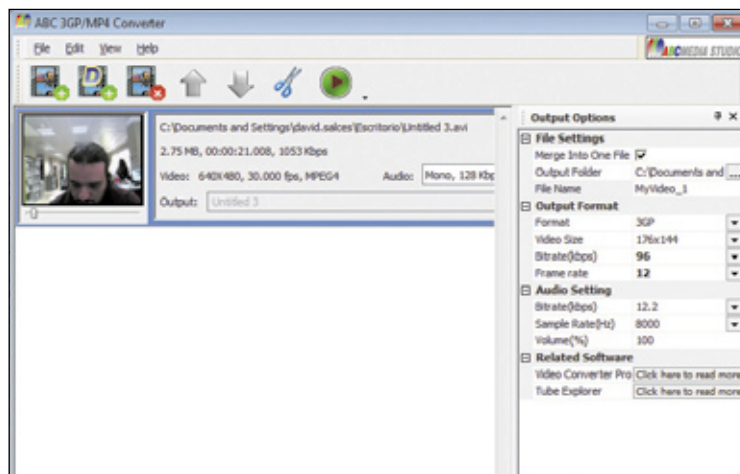 ABC 3GP/MP4 Converter
File Edit View Help
ABCMEDIA STUDIO
C:\Documents and Settings\david.salces\Escritorio\Untitled 3.avi
2.75 MB, 00:00:21.008, 1053 Kbps
Video: 640X480, 30.000 fps, MPEG4 Audio: Mono, 128 Kbp
Output: Untitled 3
Output Options
File Settings
Merge Into One File
Output Folder C:\Documents and ...
File Name MyVideo_1
Output Format
Format 3GP
Video Size 176x144
Bitrate(kbps) 96
Frame rate 12
Audio Setting
Bitrate(kbps) 12.2
Sample Rate(Hz) 8000
Volume(%) 100
Related Software
Video Converter Pro Click here to read more
Tube Explorer Click here to read more